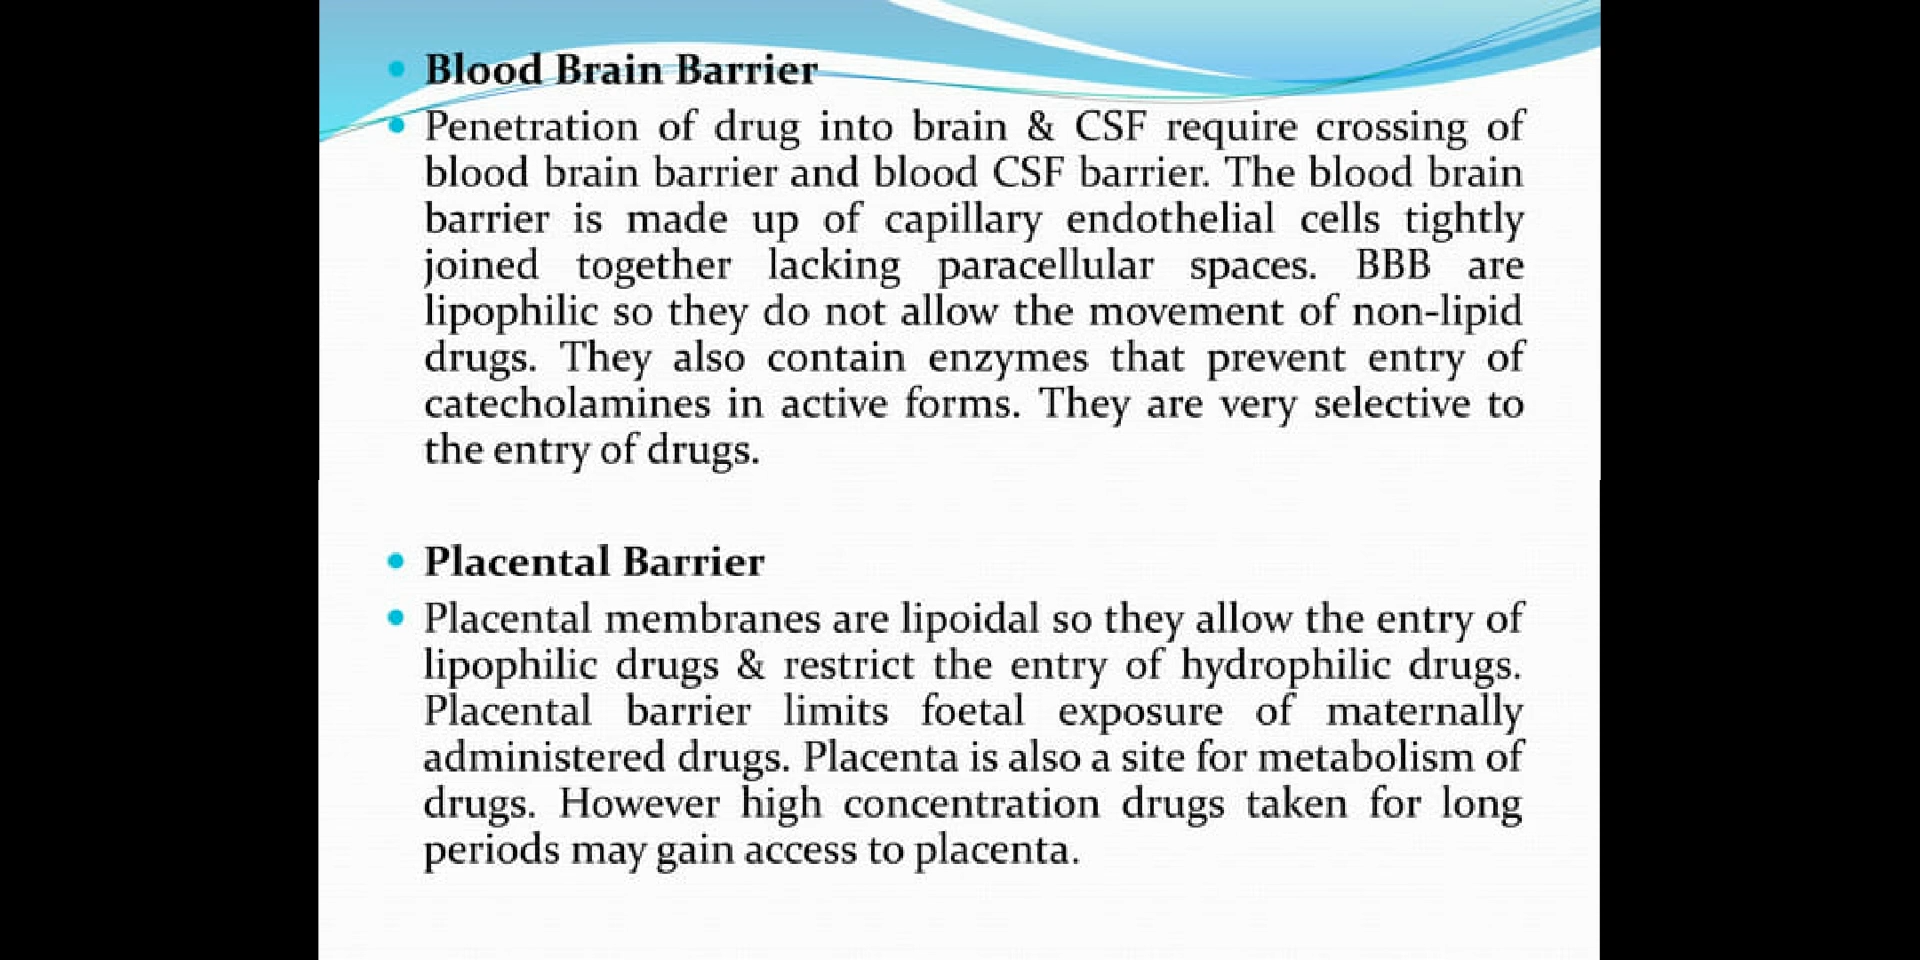 Blood Brain Barrier
Penetration of drug into brain & CSF require crossing of
blood brain barrier and blood CSF barrier. The blood brain
barrier is made up of capillary endothelial cells tightly
joined together lacking paracellular spaces. BBB are
lipophilic so they do not allow the movement of non-lipid
drugs. They also contain enzymes that prevent entry of
catecholamines in active forms. They are very selective to
the entry of drugs.
Placental Barrier
Placental membranes are lipoidal so they allow the entry of
lipophilic drugs & restrict the entry of hydrophilic drugs.
Placental barrier limits foetal exposure of maternally
administered drugs. Placenta is also a site for metabolism of
drugs. However high concentration drugs taken for long
periods may gain access to placenta.